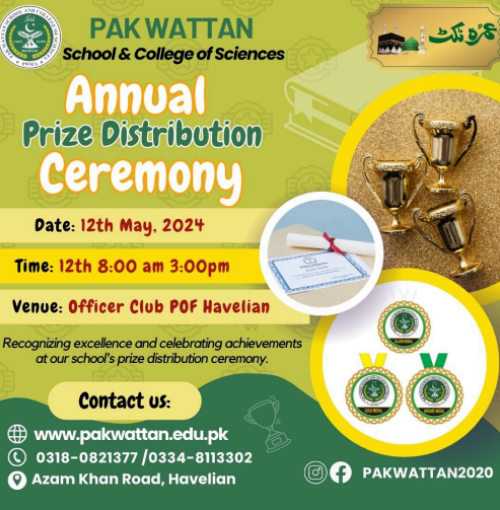 PAK WATTAN
School & College of Sciences
عمرہ ٹکٹ
Annual
Prize Distribution
Ceremony
Date: 12th May, 2024
Time: 12th 8:00 am 3:00pm
Venue: Officer Club POF Havelian
Recognizing excellence and celebrating achievements
at our school's prize distribution ceremony.
Contact us:
www.pakwattan.edu.pk
0318-0821377 /0334-8113302
Azam Khan Road, Havelian
PAKWATTAN2020